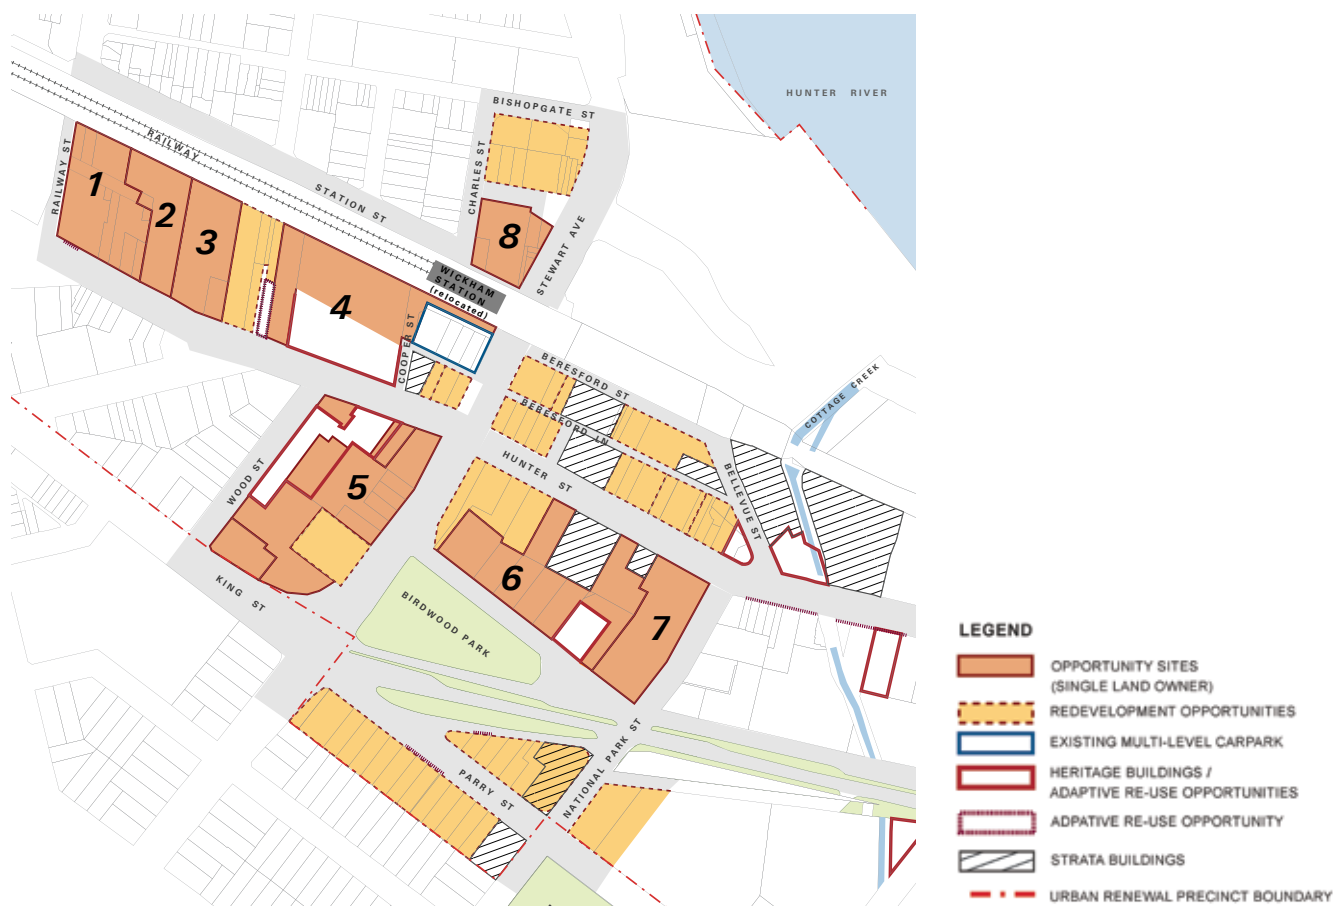 HUNTER RIVER
BISHOPGATE ST
RAILWAY
RAILWAY ST
CHARLES ST
STATION ST
STEWART AVE
1
2
3
8
WICKHAM
STATION
(relocated)
4
COOPER ST
BERESFORD ST
COTTAGE CREEK
BERESFORD LN
HUNTER ST
WOOD ST
5
BELLEVUE ST
KING ST
BIRDWOOD PARK
6
7
PARRY ST
NATIONAL PARK ST
LEGEND
OPPORTUNITY SITES
(SINGLE LAND OWNER)
REDEVELOPMENT OPPORTUNITIES
EXISTING MULTI-LEVEL CARPARK
HERITAGE BUILDINGS /
ADAPTIVE RE-USE OPPORTUNITIES
ADPATIVE RE-USE OPPORTUNITY
STRATA BUILDINGS
URBAN RENEWAL PRECINCT BOUNDARY